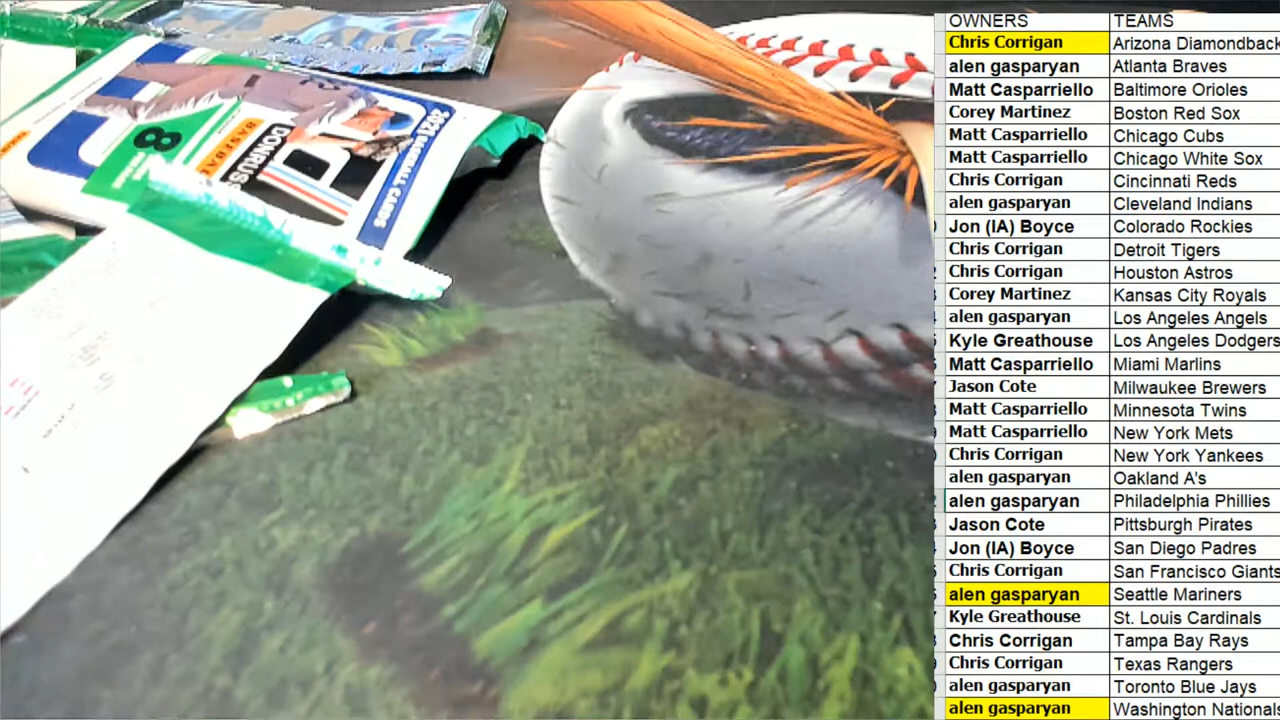 OWNERS TEAMS
Chris Corrigan Arizona Diamondback
alen gasparyan Atlanta Braves
Matt Casparriello Baltimore Orioles
Corey Martinez Boston Red Sox
Matt Casparriello Chicago Cubs
Matt Casparriello Chicago White Sox
Chris Corrigan Cincinnati Reds
alen gasparyan Cleveland Indians
Jon (IA) Boyce Colorado Rockies
Chris Corrigan Detroit Tigers
Chris Corrigan Houston Astros
Corey Martinez Kansas City Royals
alen gasparyan Los Angeles Angels
Kyle Greathouse Los Angeles Dodgers
Matt Casparriello Miami Marlins
Jason Cote Milwaukee Brewers
Matt Casparriello Minnesota Twins
Matt Casparriello New York Mets
Chris Corrigan New York Yankees
alen gasparyan Oakland A's
alen gasparyan Philadelphia Phillies
Jason Cote Pittsburgh Pirates
Jon (IA) Boyce San Diego Padres
Chris Corrigan San Francisco Giants
alen gasparyan Seattle Mariners
Kyle Greathouse St. Louis Cardinals
Chris Corrigan Tampa Bay Rays
Chris Corrigan Texas Rangers
alen gasparyan Toronto Blue Jays
alen gasparyan Washington Nationals
8
DONRUSS
2021 BASEBALL CARDS